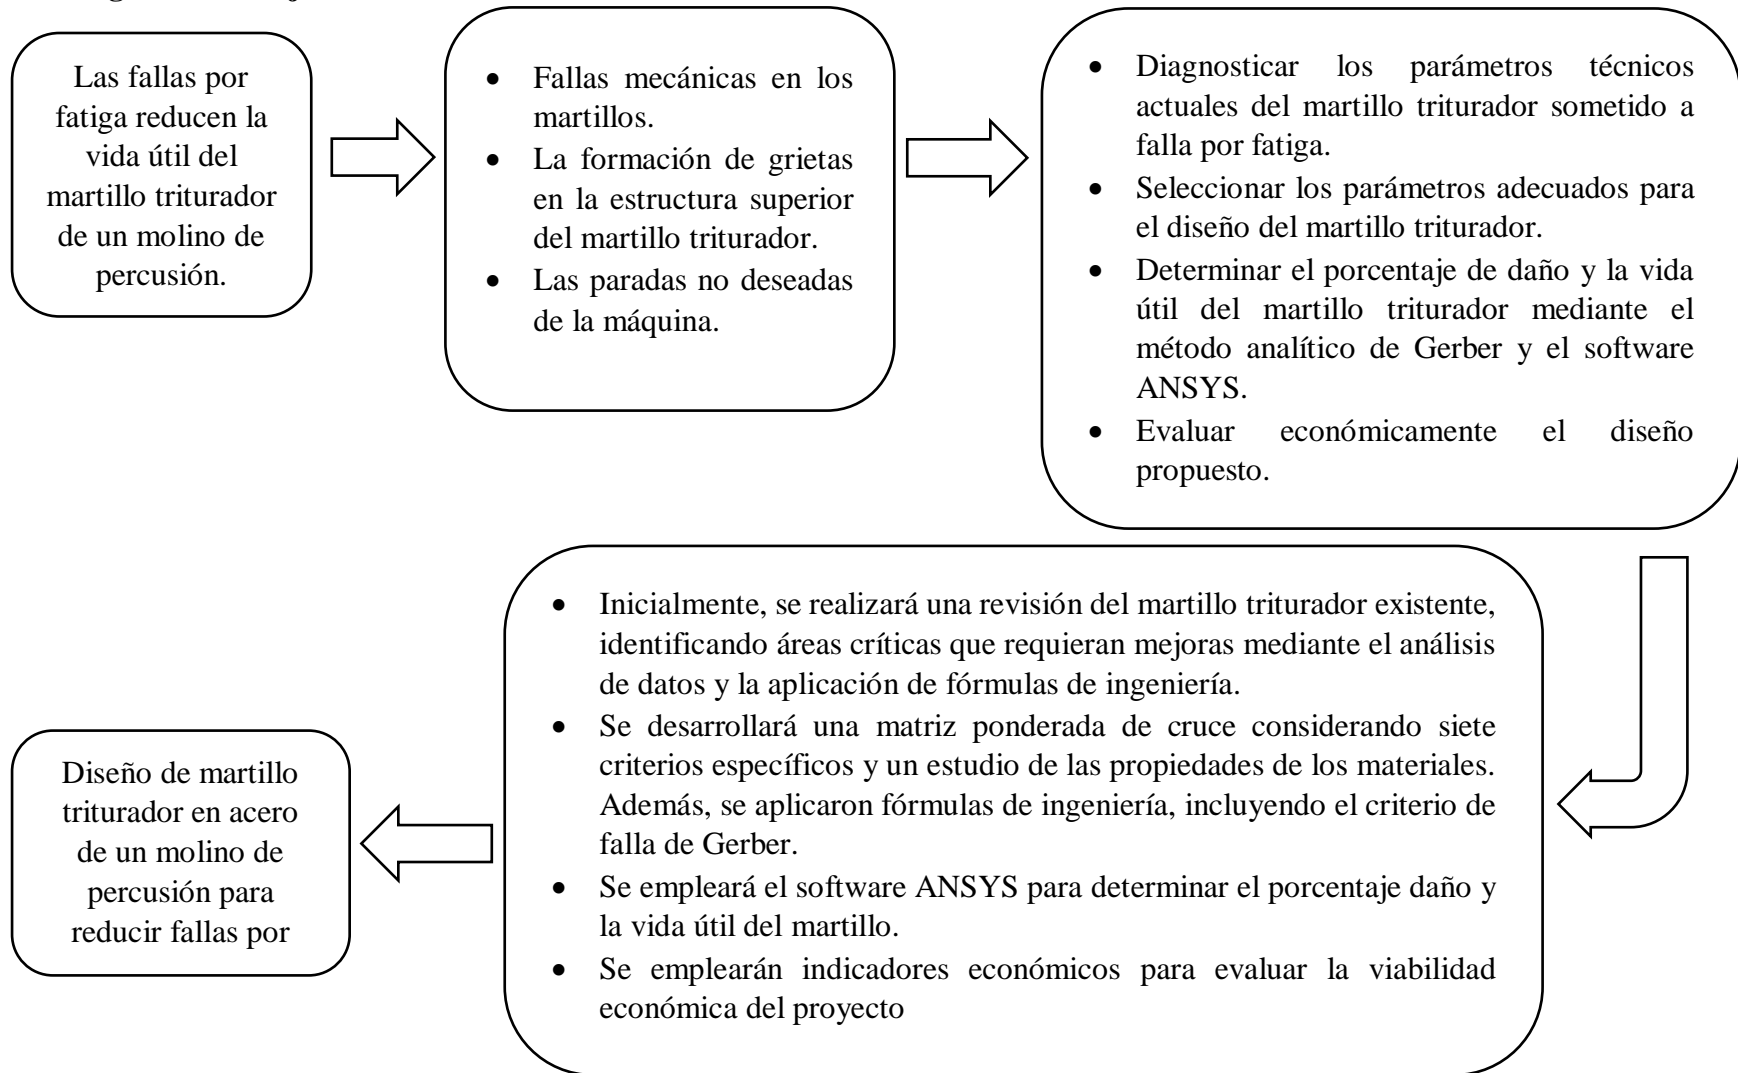 Las fallas por
fatiga reducen la
vida útil del
martillo triturador
de un molino de
percusión.
• Fallas mecánicas en los
martillos.
• La formación de grietas
en la estructura superior
del martillo triturador.
• Las paradas no deseadas
de la máquina.
• Diagnosticar los parámetros técnicos
actuales del martillo triturador sometido a
falla por fatiga.
• Seleccionar los parámetros adecuados para
el diseño del martillo triturador.
• Determinar el porcentaje de daño y la vida
útil del martillo triturador mediante el
método analítico de Gerber y el software
ANSYS.
• Evaluar económicamente el diseño
propuesto.
• Inicialmente, se realizará una revisión del martillo triturador existente,
identificando áreas críticas que requieran mejoras mediante el análisis
de datos y la aplicación de fórmulas de ingeniería.
• Se desarrollará una matriz ponderada de cruce considerando siete
criterios específicos y un estudio de las propiedades de los materiales.
Además, se aplicaron fórmulas de ingeniería, incluyendo el criterio de
falla de Gerber.
• Se empleará el software ANSYS para determinar el porcentaje daño y
la vida útil del martillo.
• Se emplearán indicadores económicos para evaluar la viabilidad
económica del proyecto
Diseño de martillo
triturador en acero
de un molino de
percusión para
reducir fallas por